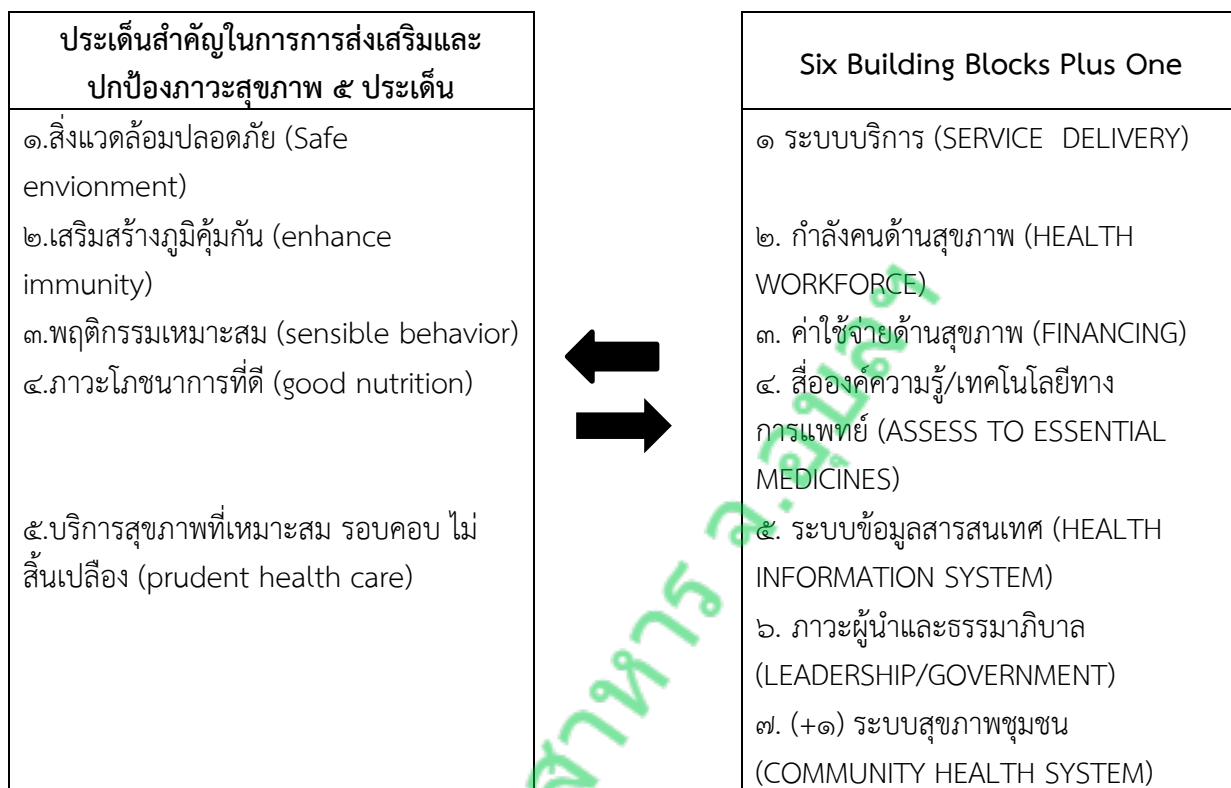 ประเด็นสำคัญในการการส่งเสริมและ
ปกป้องภาวะสุขภาพ ๕ ประเด็น
๑.สิ่งแวดล้อมปลอดภัย (Safe
envionment)
๒.เสริมสร้างภูมิคุ้มกัน (enhance
immunity)
๓.พฤติกรรมเหมาะสม (sensible behavior)
๔.ภาวะโภชนาการที่ดี (good nutrition)
๕.บริการสุขภาพที่เหมาะสม รอบคอบ ไม่
สิ้นเปลือง (prudent health care)
Six Building Blocks Plus One
๑ ระบบบริการ (SERVICE DELIVERY)
๒. กำลังคนด้านสุขภาพ (HEALTH
WORKFORCE)
๓. ค่าใช้จ่ายด้านสุขภาพ (FINANCING)
๔. สื่อองค์ความรู้/เทคโนโลยีทาง
การแพทย์ (ASSESS TO ESSENTIAL
MEDICINES)
๕. ระบบข้อมูลสารสนเทศ (HEALTH
INFORMATION SYSTEM)
๖. ภาวะผู้นำและธรรมาภิบาล
(LEADERSHIP/GOVERNMENT)
๗. (+๑) ระบบสุขภาพชุมชน
(COMMUNITY HEALTH SYSTEM)
จ.อุบลฯ